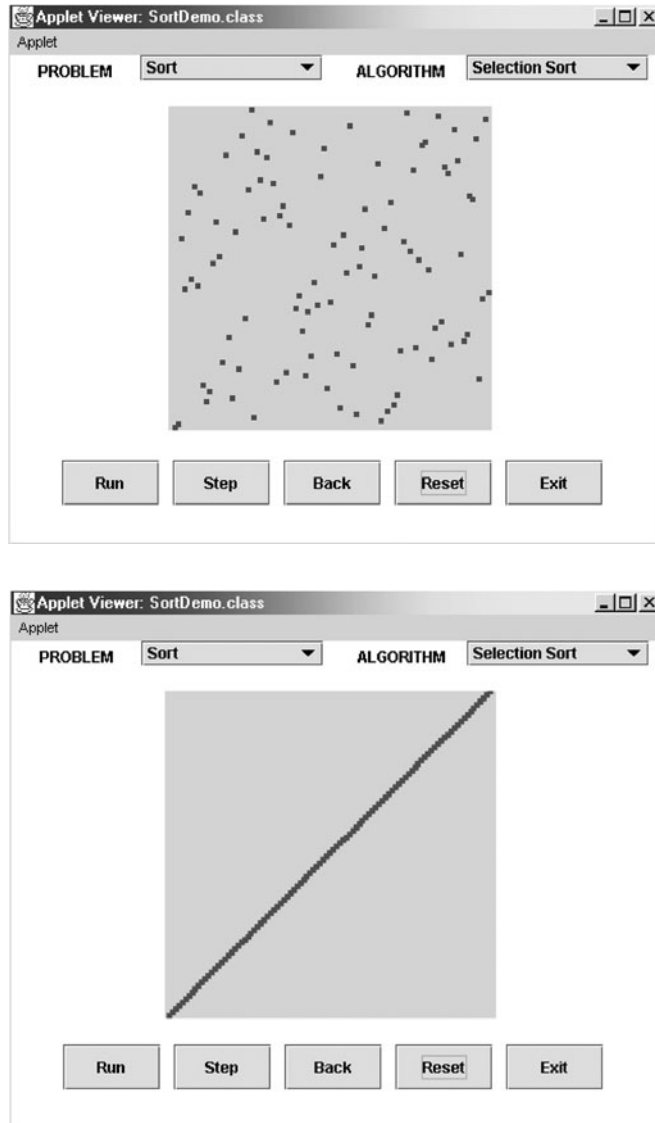 Applet Viewer: SortDemo.class
Applet
PROBLEM Sort ALGORITHM Selection Sort
Run Step Back Reset Exit
Applet Viewer: SortDemo.class
Applet
PROBLEM Sort ALGORITHM Selection Sort
Run Step Back Reset Exit